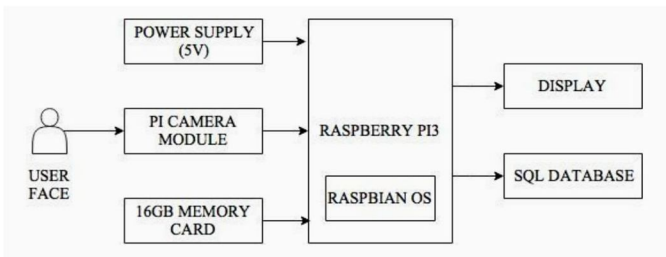 POWER SUPPLY
(5V)
PI CAMERA
MODULE
USER
FACE
16GB MEMORY
CARD
RASPBERRY PI3
RASPBIAN OS
DISPLAY
SQL DATABASE